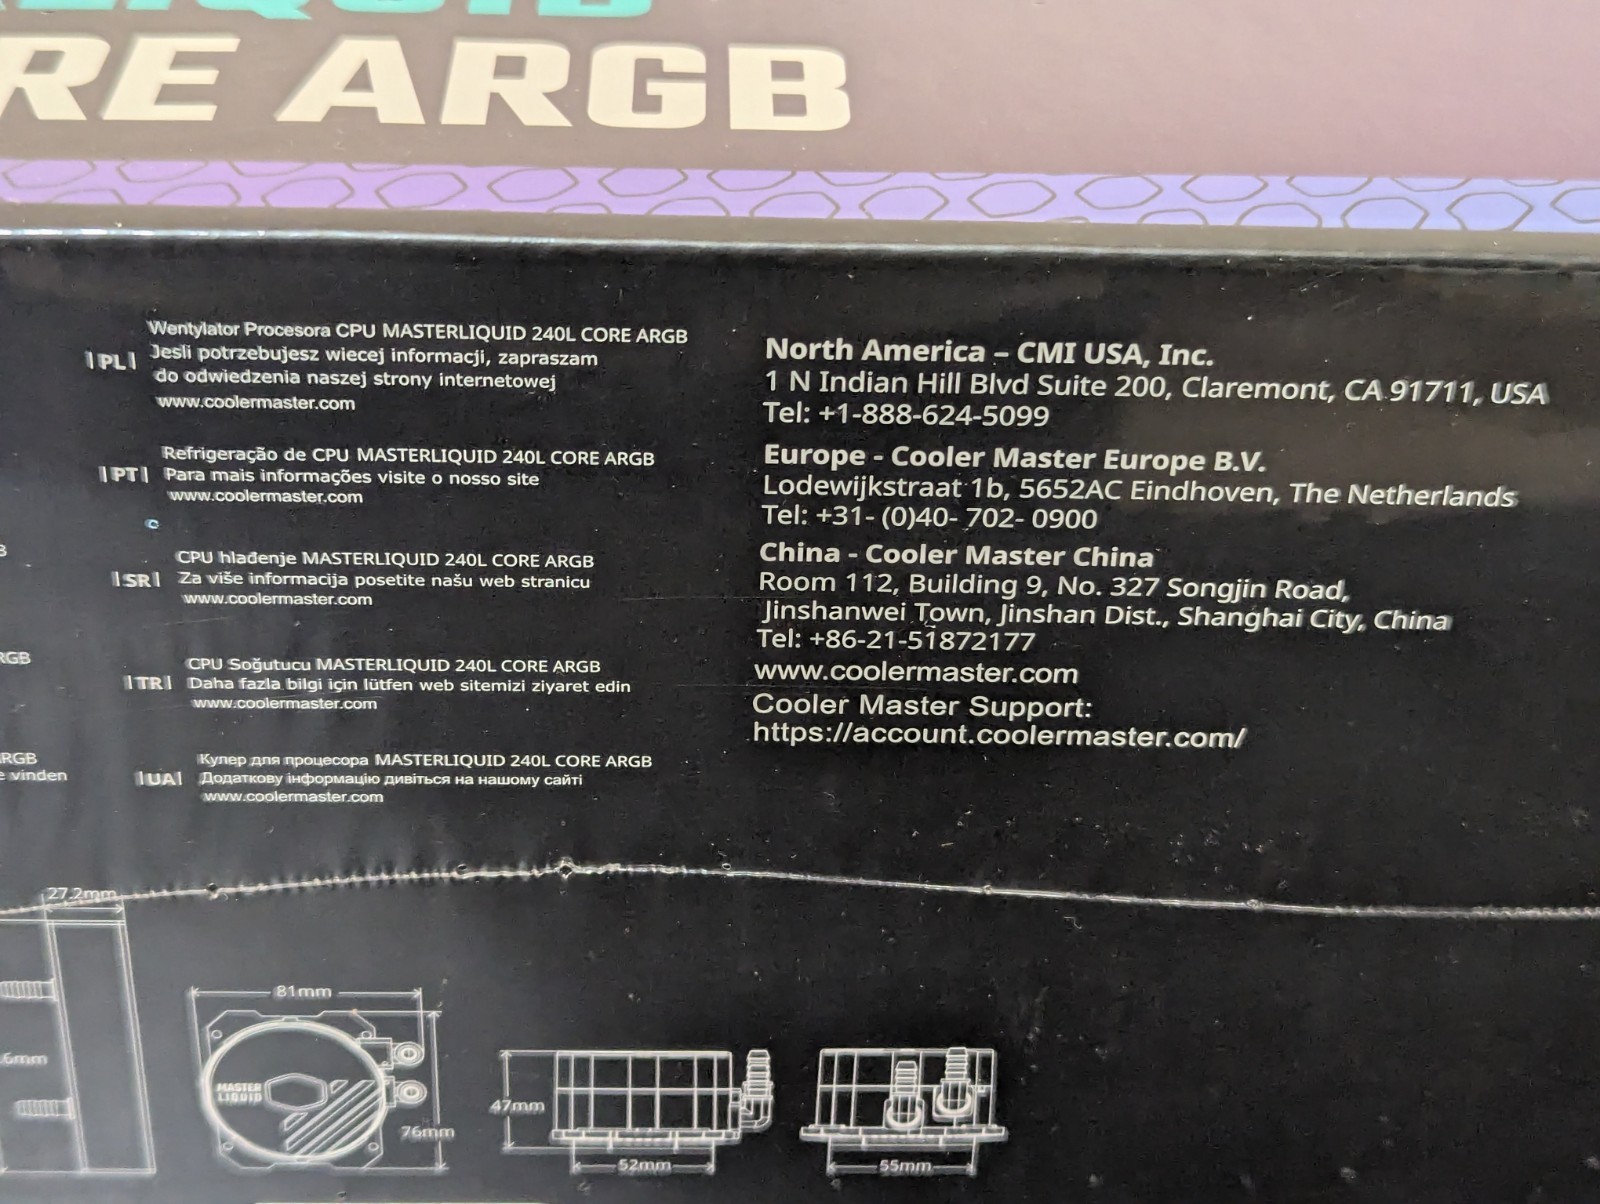 LIQUID
RE ARGB
Wentylator Procesora CPU MASTERLIQUID 240L CORE ARGB
|PL| Jesli potrzebujesz wiecej informacji, zapraszam
do odwiedzenia naszej strony internetowej
www.coolermaster.com
Refrigeração de CPU MASTERLIQUID 240L CORE ARGB
|PT| Para mais informações visite o nosso site
www.coolermaster.com
CPU hlađenje MASTERLIQUID 240L CORE ARGB
|SR| Za više informacija posetite našu web stranicu
www.coolermaster.com
RGB
CPU Soğutucu MASTERLIQUID 240L CORE ARGB
|TR| Daha fazla bilgi için lütfen web sitemizi ziyaret edin
www.coolermaster.com
ARGB
e vinden
Кулер для процесора MASTERLIQUID 240L CORE ARGB
|UA| Додаткову інформацію дивіться на нашому сайті
www.coolermaster.com
North America – CMI USA, Inc.
1 N Indian Hill Blvd Suite 200, Claremont, CA 91711, USA
Tel: +1-888-624-5099
Europe - Cooler Master Europe B.V.
Lodewijkstraat 1b, 5652AC Eindhoven, The Netherlands
Tel: +31- (0)40- 702- 0900
China - Cooler Master China
Room 112, Building 9, No. 327 Songjin Road,
Jinshanwei Town, Jinshan Dist., Shanghai City, China
Tel: +86-21-51872177
www.coolermaster.com
Cooler Master Support:
https://account.coolermaster.com/
27.2mm
.6mm
81mm
MASTER
LIQUID
76mm
47mm
52mm
55mm